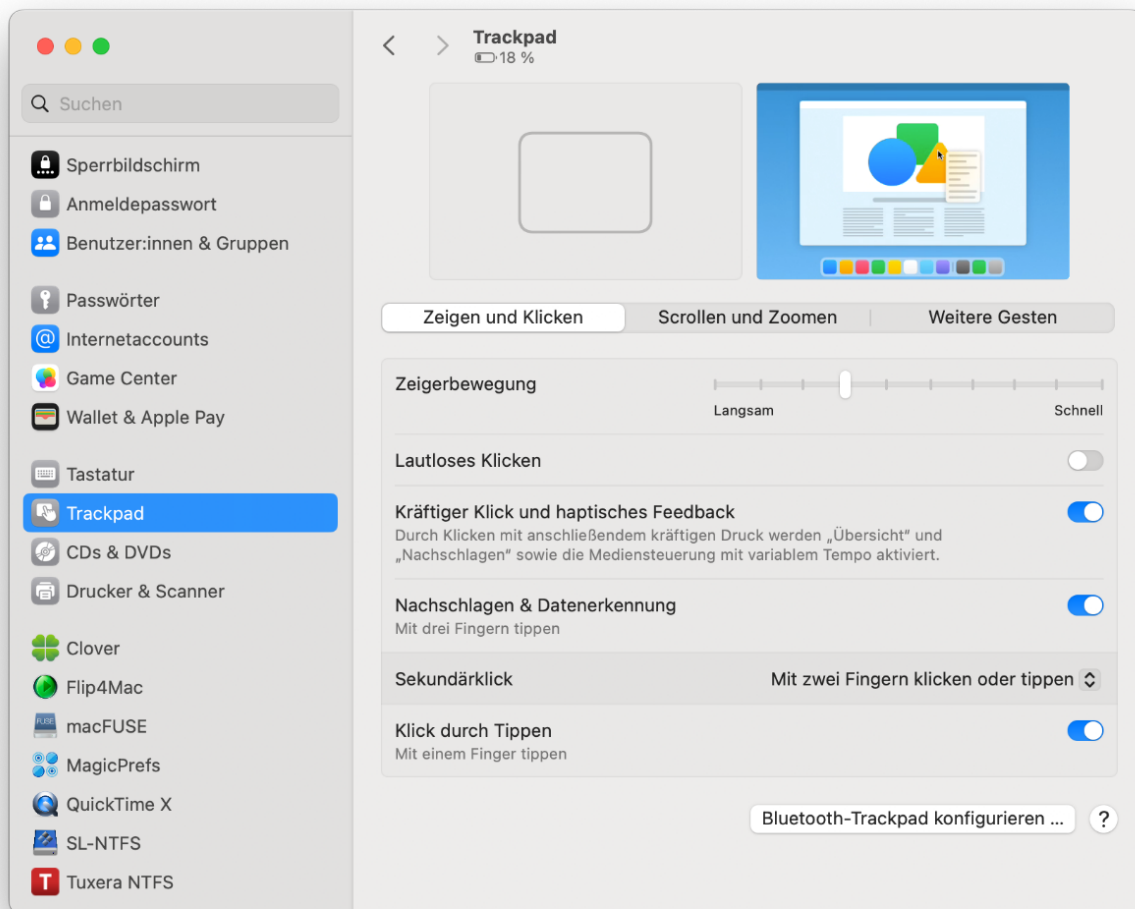 Trackpad
18 %
Suchen
Sperrbildschirm
Anmeldepasswort
Benutzer:innen & Gruppen
Passwörter
@
Internetaccounts
Game Center
Wallet & Apple Pay
Tastatur
Trackpad
CDs & DVDs
Drucker & Scanner
Clover
Flip4Mac
FUSE
macFUSE
MagicPrefs
QuickTime X
SL-NTFS
T
Tuxera NTFS
Zeigen und Klicken
Scrollen und Zoomen
Weitere Gesten
Zeigerbewegung
Langsam
Schnell
Lautloses Klicken
Kräftiger Klick und haptisches Feedback
Durch Klicken mit anschließendem kräftigen Druck werden „Übersicht“ und
„Nachschlagen“ sowie die Mediensteuerung mit variablem Tempo aktiviert.
Nachschlagen & Datenerkennung
Mit drei Fingern tippen
Sekundärklick
Mit zwei Fingern klicken oder tippen
Klick durch Tippen
Mit einem Finger tippen
Bluetooth-Trackpad konfigurieren ...
?